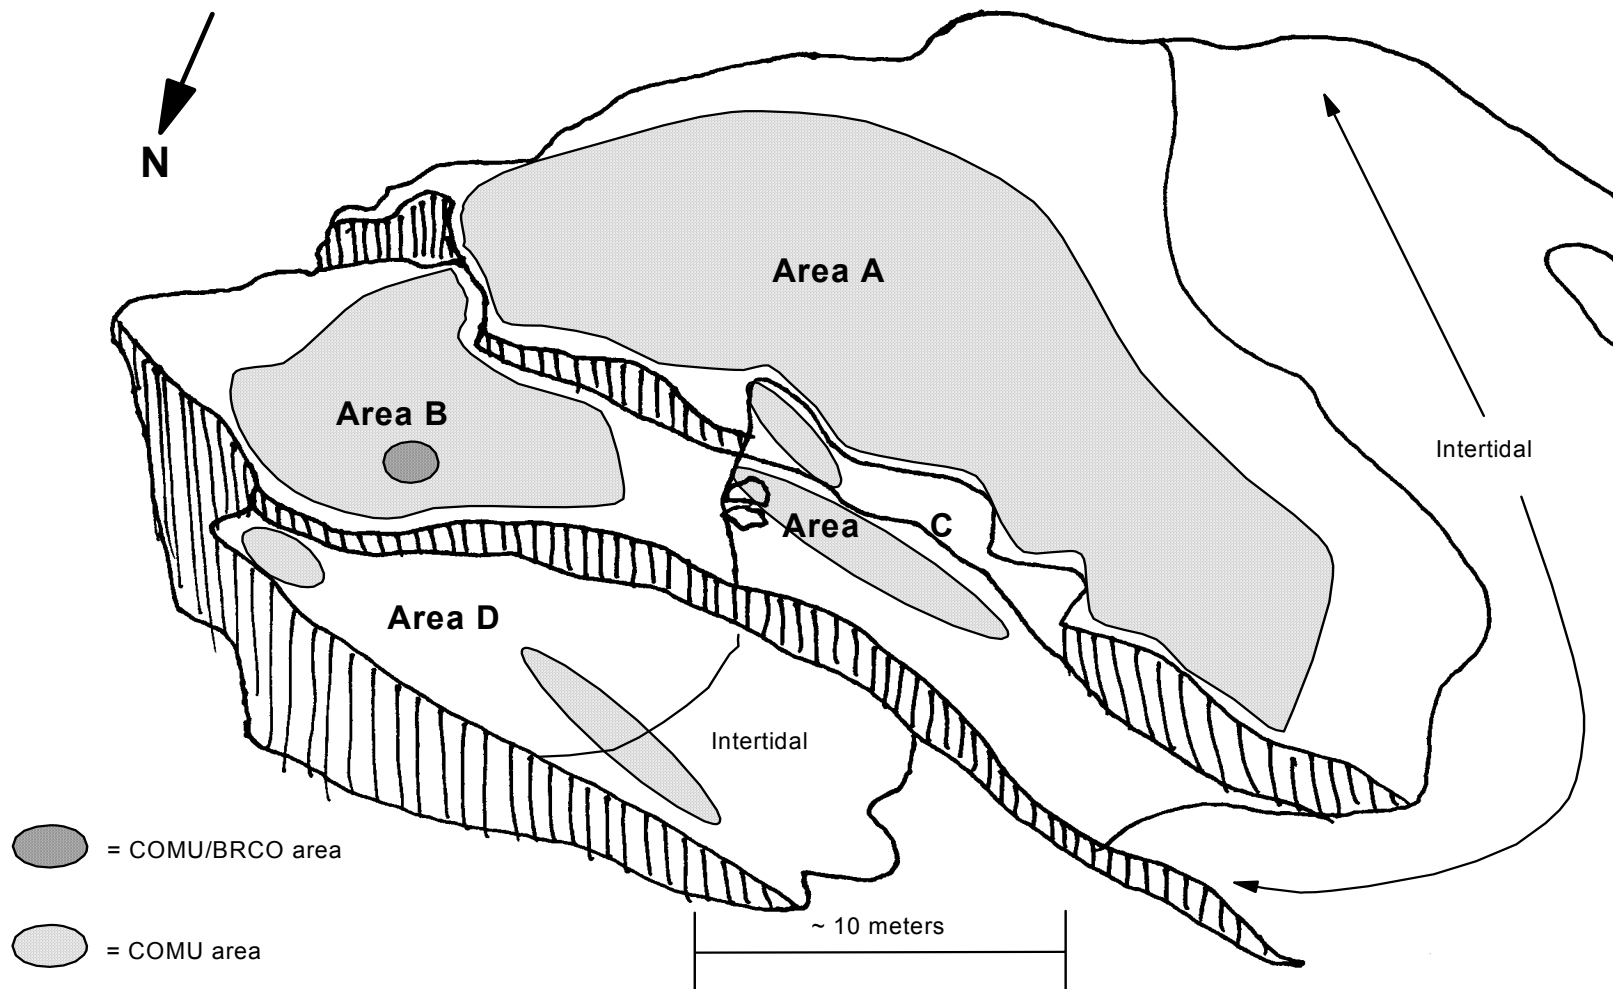 N
Area A
Area B
Intertidal
Area C
Area D
Intertidal
= COMU/BRCO area
~ 10 meters
= COMU area